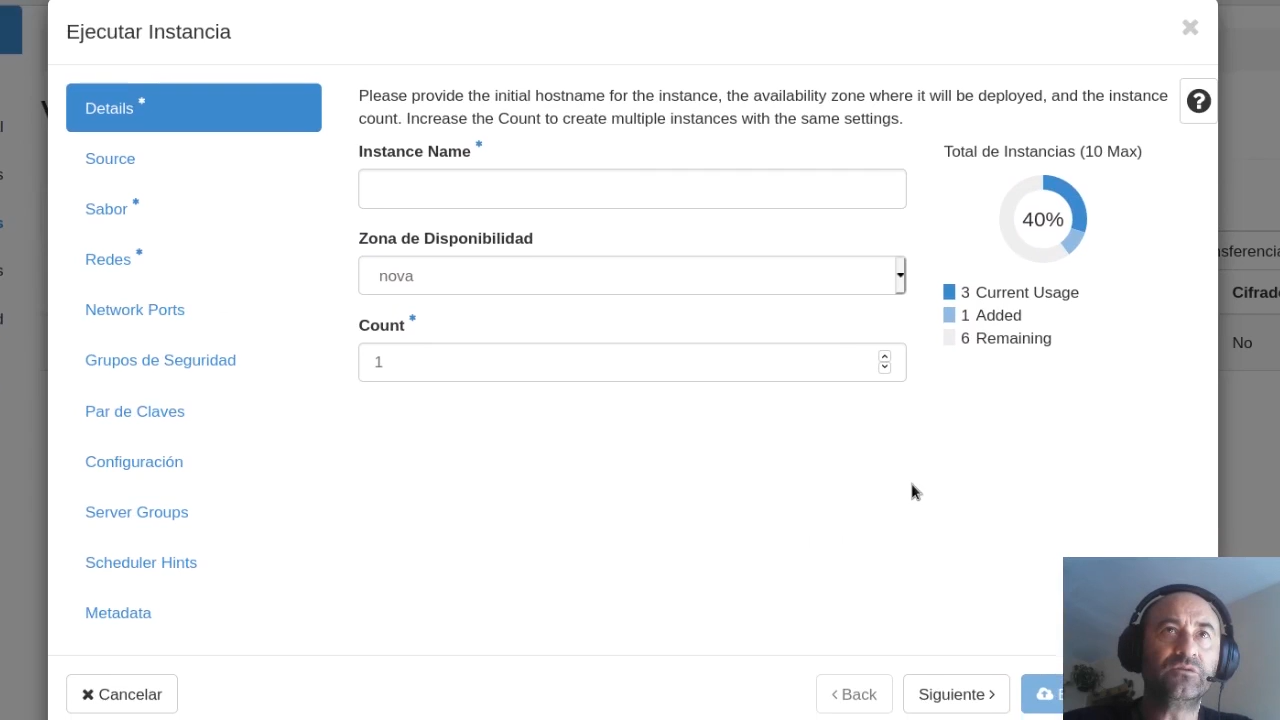 Ejecutar Instancia
Details *
Source
Sabor *
Redes *
Network Ports
Grupos de Seguridad
Par de Claves
Configuración
Server Groups
Scheduler Hints
Metadata
Please provide the initial hostname for the instance, the availability zone where it will be deployed, and the instance
count. Increase the Count to create multiple instances with the same settings.
Instance Name *
Zona de Disponibilidad
nova
Count *
1
Total de Instancias (10 Max)
40%
3 Current Usage
1 Added
6 Remaining
Cifrado
No
Cancelar
Back
Siguiente